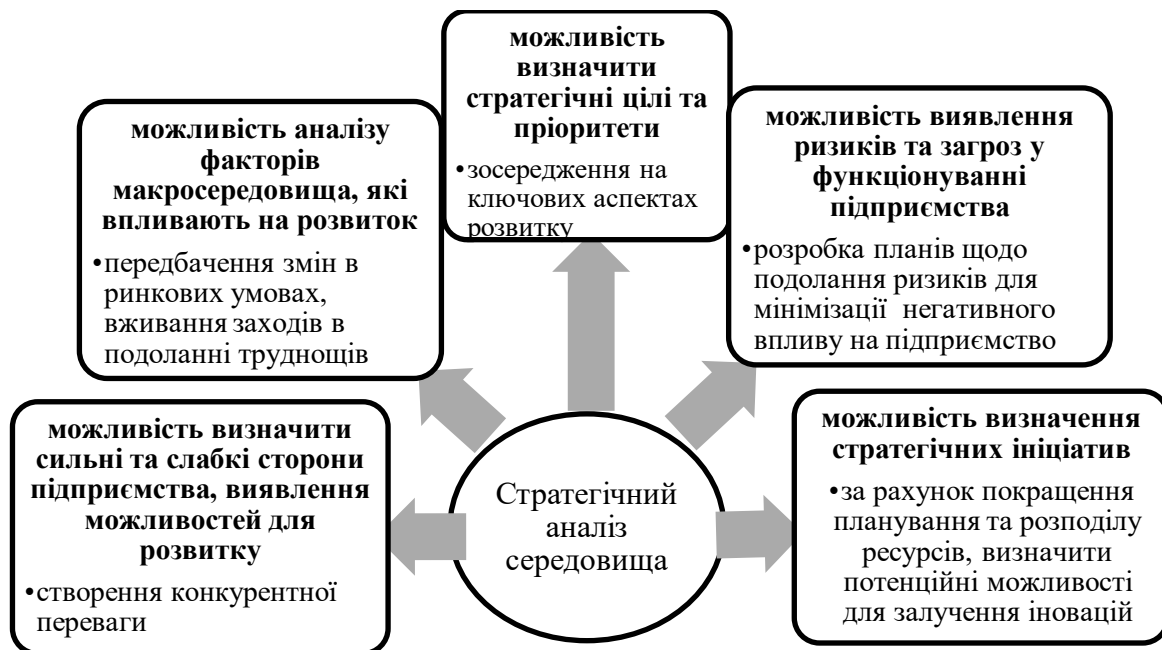 можливість
визначити
стратегічні цілі та
пріоритети
•зосередження на
ключових аспектах
розвитку
можливість аналізу
факторів
макросередовища, які
впливають на розвиток
•передбачення змін в
ринкових умовах,
вживання заходів в
подоланні труднощів
можливість виявлення
ризиків та загроз у
функціонуванні
підприємства
•розробка планів щодо
подолання ризиків для
мінімізації негативного
впливу на підприємство
можливість визначити
сильні та слабкі сторони
підприємства, виявлення
можливостей для
розвитку
•створення конкурентної
переваги
Стратегічний
аналіз
середовища
можливість визначення
стратегічних ініціатив
•за рахунок покращення
планування та розподілу
ресурсів, визначити
потенційні можливості
для залучення іновацій